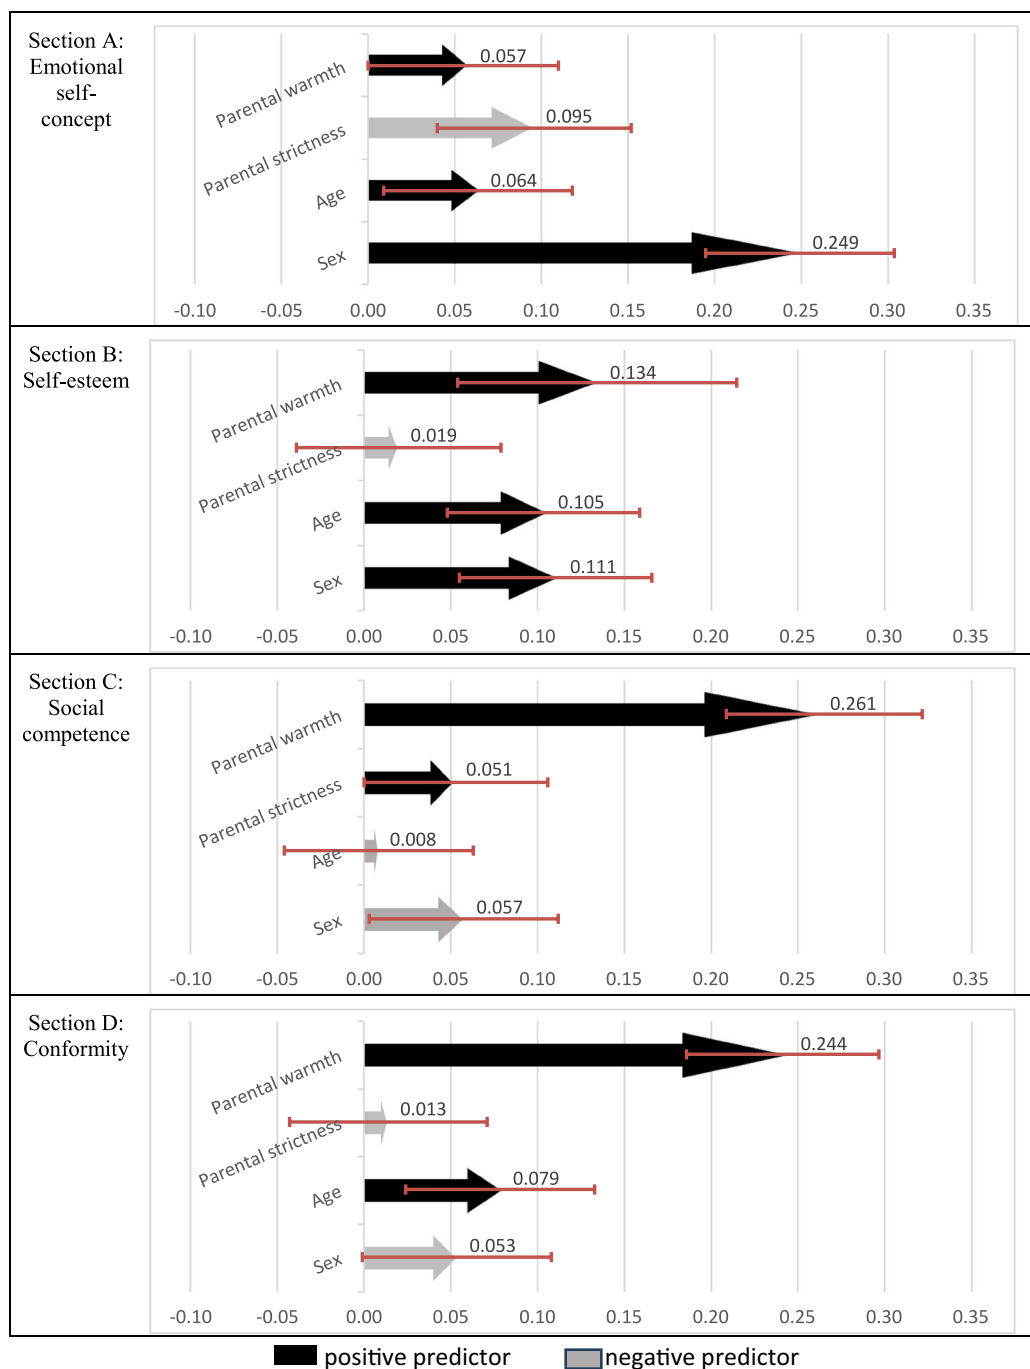 Section A:
Emotional
self-
concept
Parental warmth
0.057
Parental strictness
0.095
Age
0.064
Sex
0.249
-0.10 -0.05 0.00 0.05 0.10 0.15 0.20 0.25 0.30 0.35
Section B:
Self-esteem
Parental warmth
0.134
Parental strictness
0.019
Age
0.105
Sex
0.111
-0.10 -0.05 0.00 0.05 0.10 0.15 0.20 0.25 0.30 0.35
Section C:
Social
competence
Parental warmth
0.261
Parental strictness
0.051
Age
0.008
Sex
0.057
-0.10 -0.05 0.00 0.05 0.10 0.15 0.20 0.25 0.30 0.35
Section D:
Conformity
Parental warmth
0.244
Parental strictness
0.013
Age
0.079
Sex
0.053
-0.10 -0.05 0.00 0.05 0.10 0.15 0.20 0.25 0.30 0.35
positive predictor negative predictor